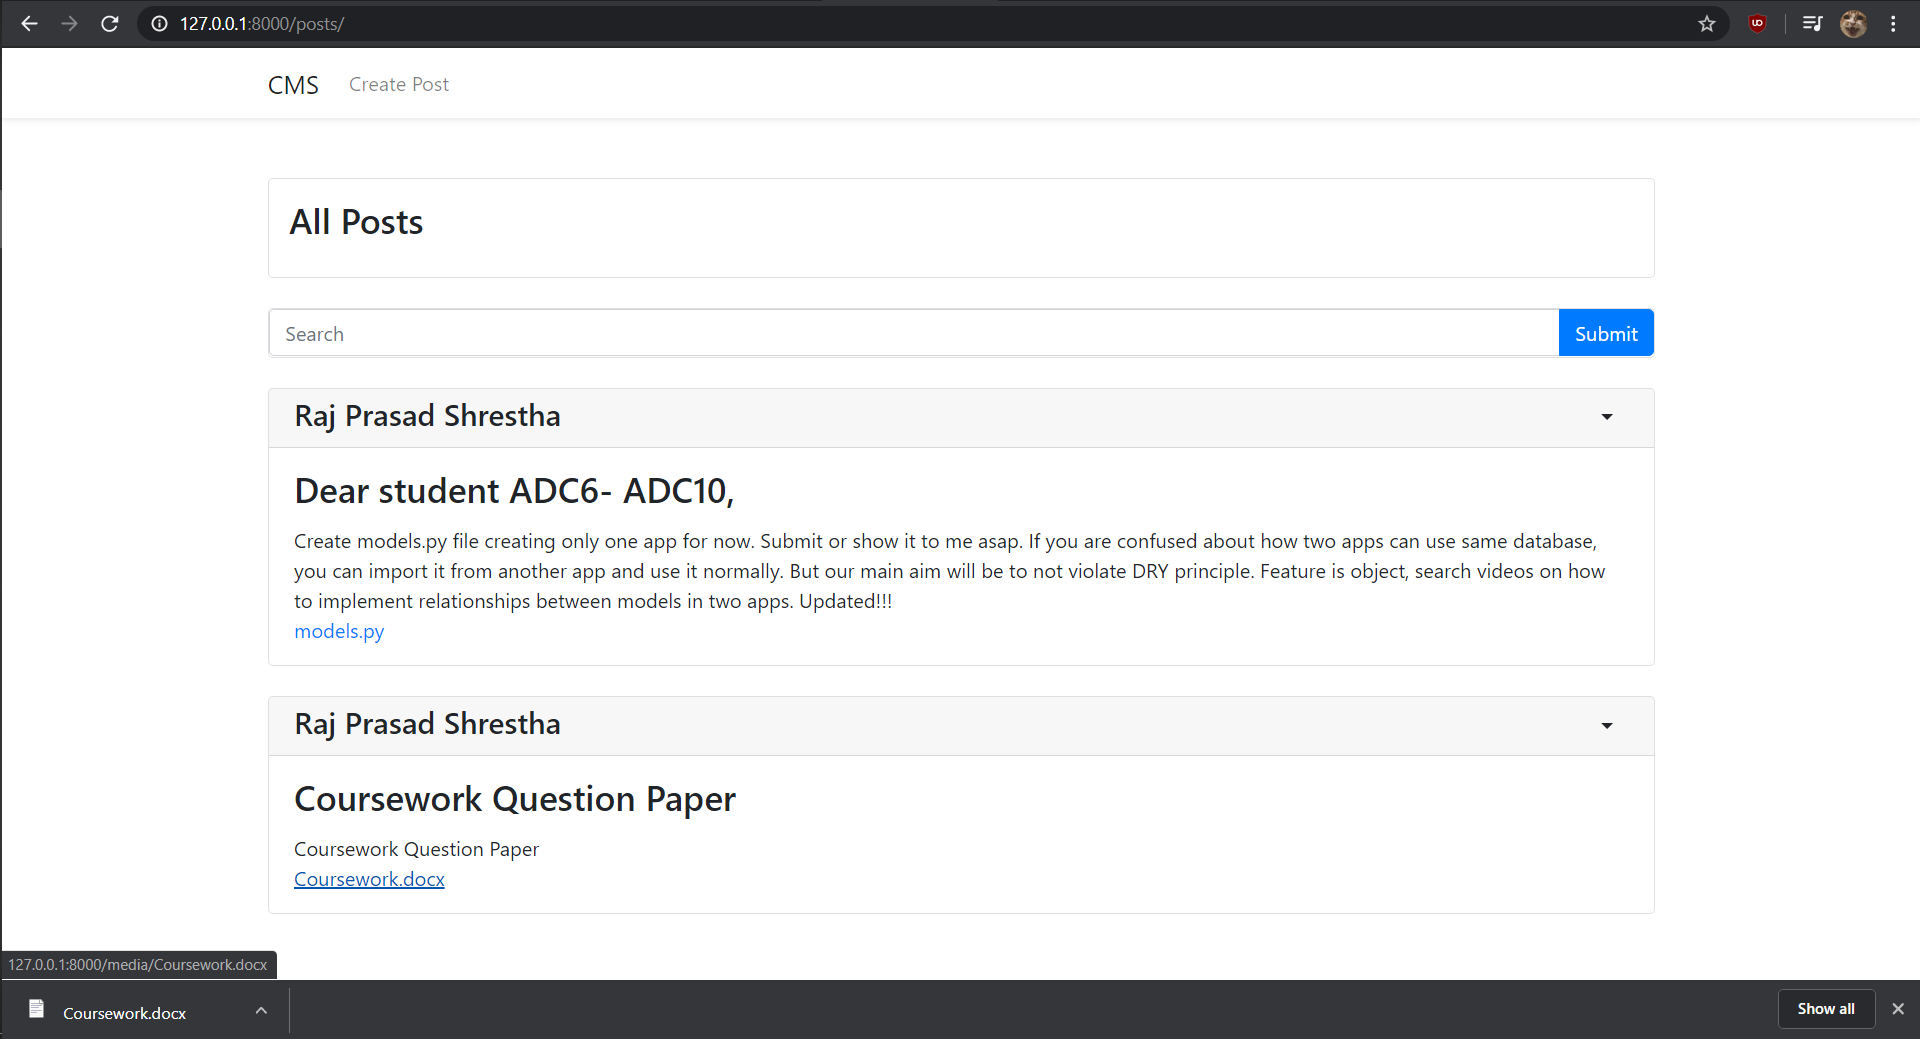 127.0.0.1:8000/posts/
CMS Create Post
All Posts
Search Submit
Raj Prasad Shrestha
Dear student ADC6- ADC10,
Create models.py file creating only one app for now. Submit or show it to me asap. If you are confused about how two apps can use same database,
you can import it from another app and use it normally. But our main aim will be to not violate DRY principle. Feature is object, search videos on how
to implement relationships between models in two apps. Updated!!!
models.py
Raj Prasad Shrestha
Coursework Question Paper
Coursework Question Paper
Coursework.docx
127.0.0.1:8000/media/Coursework.docx
Coursework.docx Show all